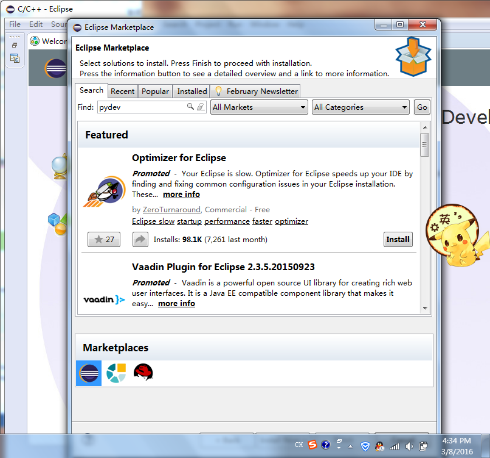 C/C++ - Eclipse
File Edit
Welcom
Eclipse Marketplace
Eclipse Marketplace
Select solutions to install. Press Finish to proceed with installation.
Press the information button to see a detailed overview and a link to more information.
Search Recent Popular Installed February Newsletter
Find: pydev All Markets All Categories Go
Featured
Optimizer for Eclipse
Promoted - Your Eclipse is slow. Optimizer for Eclipse speeds up your IDE by
finding and fixing common configuration issues in your Eclipse installation.
These... more info
by ZeroTurnaround, Commercial - Free
Eclipse slow startup performance faster optimizer
27 Installs: 98.1K (7,261 last month) Install
Vaadin Plugin for Eclipse 2.3.5.20150923
Promoted - Vaadin is a powerful open source UI library for creating rich web
user interfaces. It is a Java EE compatible component library that makes it
easy... more info
vaadin }>
Marketplaces
Devel
英
CK
4:34 PM
3/8/2016